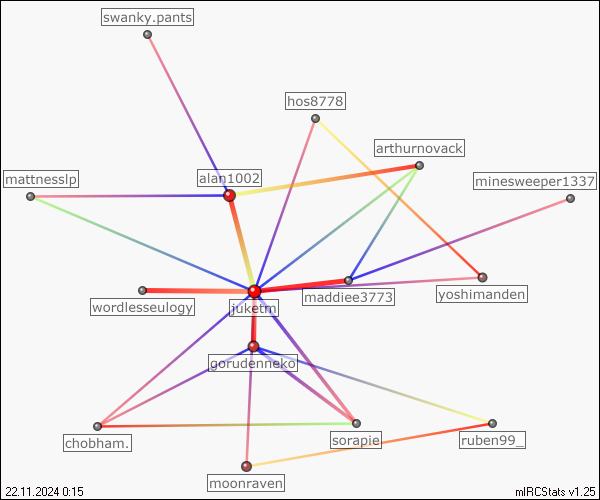 swanky.pants
hos8778
arthurnovack
mattnesslp
alan1002
minesweeper1337
wordlesseulogy
juketm
maddiee3773
yoshimanden
gorudenneko
chobham.
sorapie
ruben99_
moonraven
22.11.2024 0:15
mIRCStats v1.25